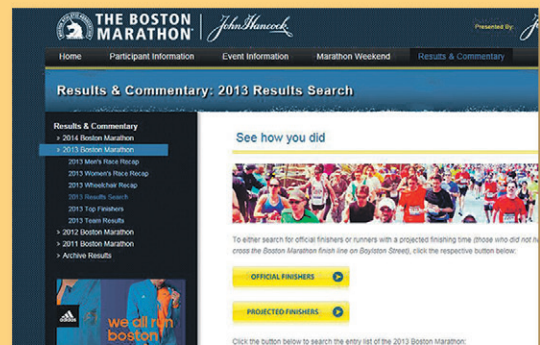 THE BOSTON
MARATHON
John Hancock
Presented By:
Home Participant Information Event Information Marathon Weekend Results & Commentary
Results & Commentary: 2013 Results Search
Results & Commentary
> 2014 Boston Marathon
> 2013 Boston Marathon
2013 Men's Race Recap
2013 Women's Race Recap
2013 Wheelchair Recap
2013 Results Search
2013 Top Finishers
2013 Team Results
> 2012 Boston Marathon
> 2011 Boston Marathon
> Archive Results
adidas
we all run
boston
See how you did
To either search for official finishers or runners with a projected finishing time (those who did not
cross the Boston Marathon finish line on Boylston Street), click the respective button below:
OFFICIAL FINISHERS
PROJECTED FINISHERS
Click the button below to search the entry list of the 2013 Boston Marathon: